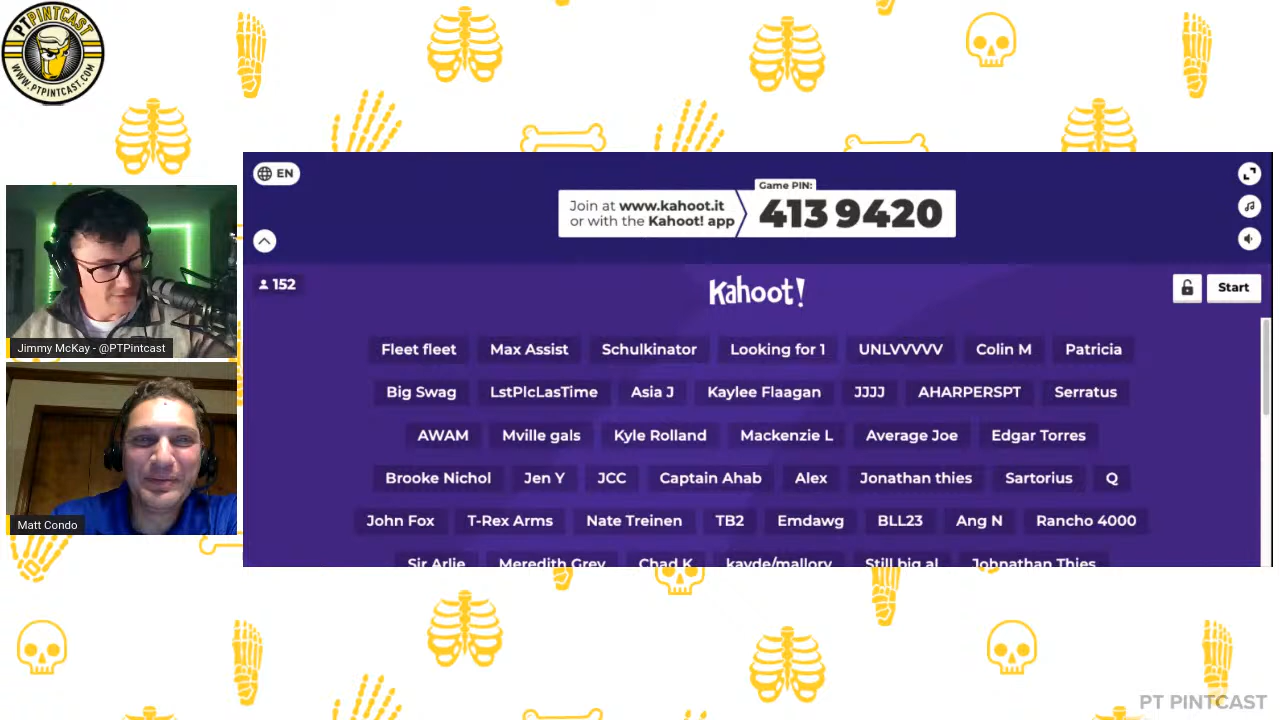 PTPINTCAST
WWW.PTPINTCAST.COM
EN
Join at www.kahoot.it
or with the Kahoot! app
Game PIN:
413 9420
152
Kahoot!
Start
Fleet fleet Max Assist Schulkinator Looking for 1 UNLVVVVV Colin M Patricia
Big Swag LstPlcLasTime Asia J Kaylee Flaagan JJJJ AHARPERSPT Serratus
AWAM Mville gals Kyle Rolland Mackenzie L Average Joe Edgar Torres
Brooke Nichol Jen Y JCC Captain Ahab Alex Jonathan thies Sartorius Q
John Fox T-Rex Arms Nate Treinen TB2 Emdawg BLL23 Ang N Rancho 4000
Sir Arlie Meredith Grey Chad K kayde/mallory Still big al Johnathan Thies
Jimmy McKay - @PTPintcast
Matt Condo
PT PINTCAST